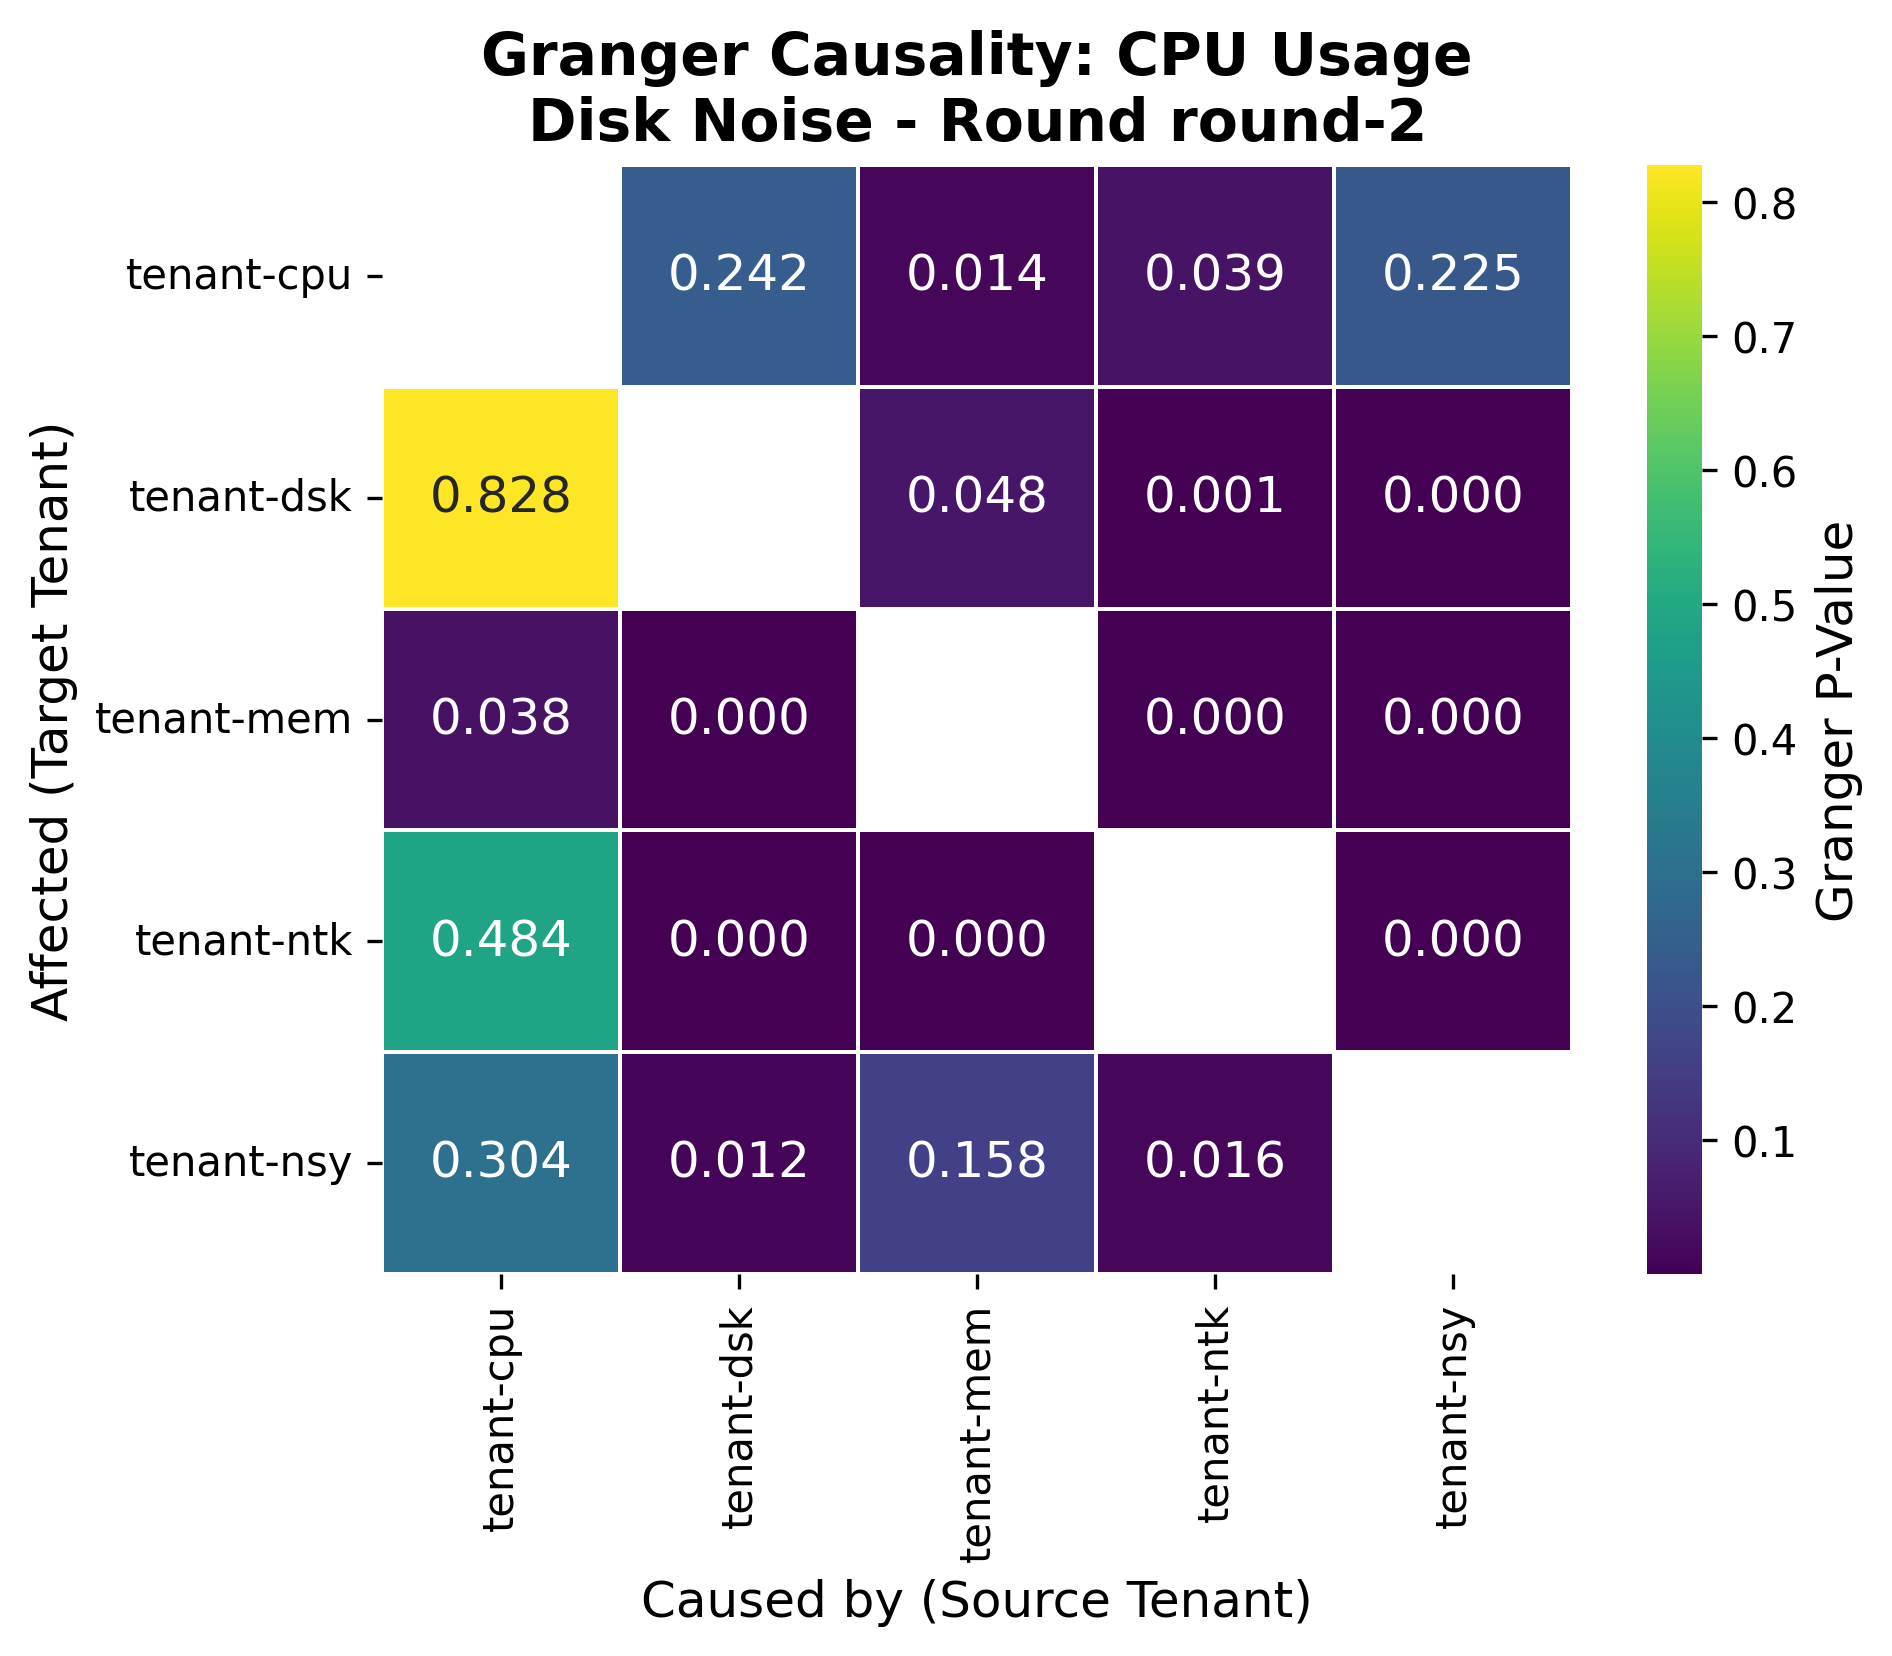 Granger Causality: CPU Usage
Disk Noise - Round round-2
Affected (Target Tenant)
tenant-cpu 0.242 0.014 0.039 0.225
tenant-dsk 0.828 0.048 0.001 0.000
tenant-mem 0.038 0.000 0.000 0.000
tenant-ntk 0.484 0.000 0.000 0.000
tenant-nsy 0.304 0.012 0.158 0.016
tenant-cpu
tenant-dsk
tenant-mem
tenant-ntk
tenant-nsy
Caused by (Source Tenant)
0.8
0.7
0.6
0.5
0.4
0.3
0.2
0.1
Granger P-Value